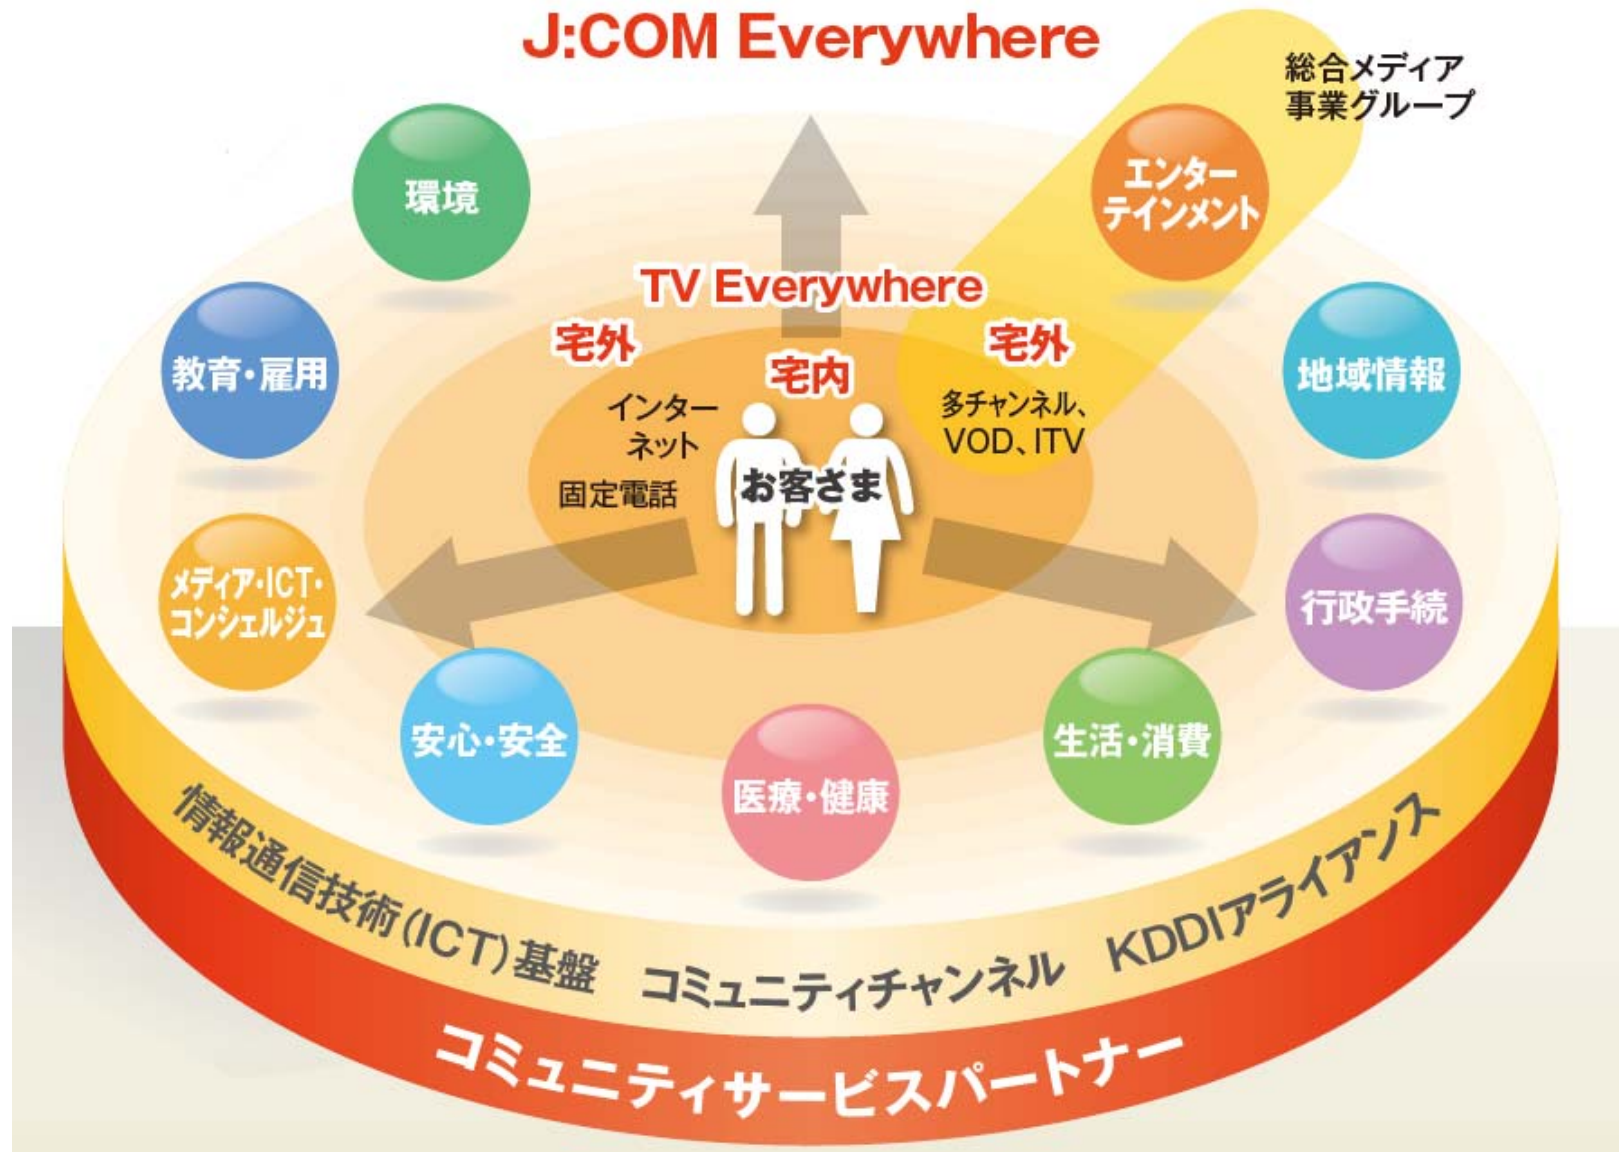 J:COM Everywhere
総合メディア
事業グループ
環境
エンター
テインメント
TV Everywhere
宅外
宅内
宅外
教育・雇用
地域情報
インター
ネット
固定電話
多チャンネル、
VOD、ITV
お客さま
メディア・ICT・
コンシェルジュ
行政手続
安心・安全
医療・健康
生活・消費
情報通信技術(ICT)基盤 コミュニティチャンネル KDDIアライアンス
コミュニティサービスパートナー